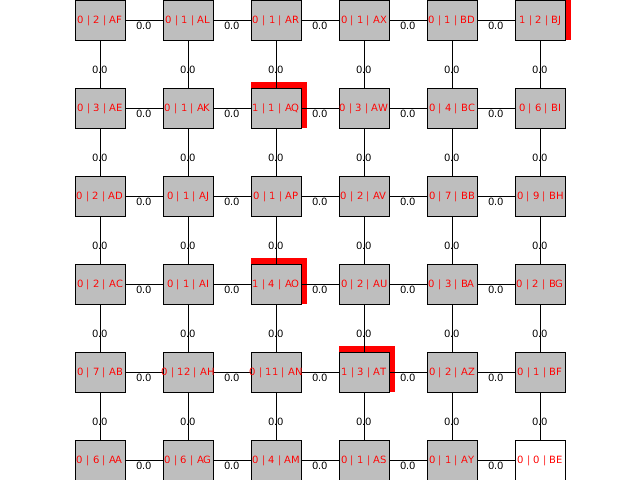 0 | 2 | AF 0.0 0 | 1 | AL 0.0 0 | 1 | AR 0.0 0 | 1 | AX 0.0 0 | 1 | BD 0.0 1 | 2 | BJ
0.0 0.0 0.0 0.0 0.0 0.0
0 | 3 | AE 0.0 0 | 1 | AK 0.0 1 | 1 | AQ 0.0 0 | 3 | AW 0.0 0 | 4 | BC 0.0 0 | 6 | BI
0.0 0.0 0.0 0.0 0.0 0.0
0 | 2 | AD 0.0 0 | 1 | AJ 0.0 0 | 1 | AP 0.0 0 | 2 | AV 0.0 0 | 7 | BB 0.0 0 | 9 | BH
0.0 0.0 0.0 0.0 0.0 0.0
0 | 2 | AC 0.0 0 | 1 | AI 0.0 1 | 4 | AO 0.0 0 | 2 | AU 0.0 0 | 3 | BA 0.0 0 | 2 | BG
0.0 0.0 0.0 0.0 0.0 0.0
0 | 7 | AB 0.0 0 | 12 | AH 0.0 0 | 11 | AN 0.0 1 | 3 | AT 0.0 0 | 2 | AZ 0.0 0 | 1 | BF
0.0 0.0 0.0 0.0 0.0 0.0
0 | 6 | AA 0.0 0 | 6 | AG 0.0 0 | 4 | AM 0.0 0 | 1 | AS 0.0 0 | 1 | AY 0.0 0 | 0 | BE